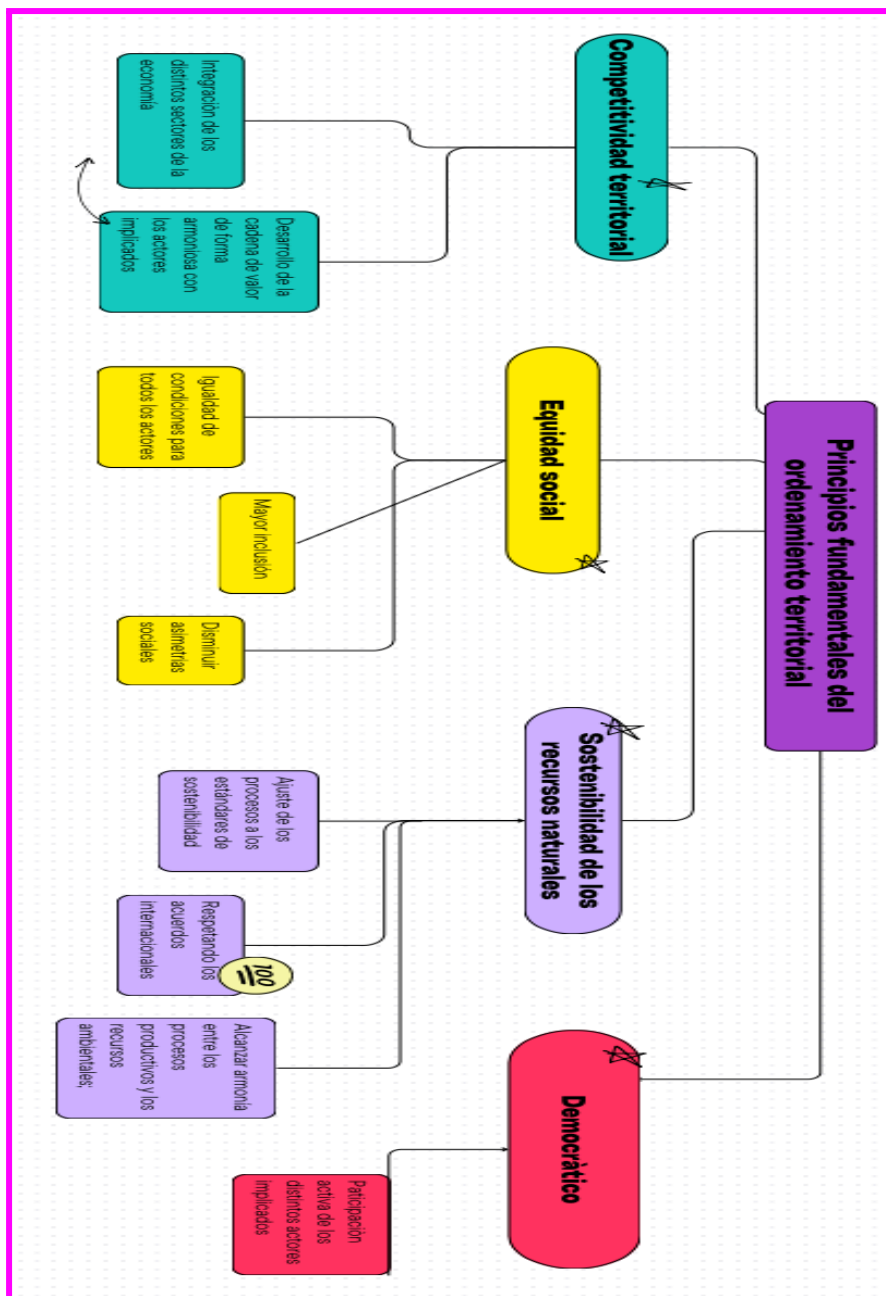 Principios fundamentales del
ordenamiento territorial
Competitividad territorial
Integración de los
distintos sectores de la
economía
Desarrollo de la
cadena de valor
de forma
armoniosa con
los actores
implicados
Equidad social
Igualdad de
condiciones para
todos los actores
Mayor inclusión
Disminuir
asimetrías
sociales
Sostenibilidad de los
recursos naturales
Ajuste de los
procesos a los
estándares de
sostenibilidad
Respetando los
acuerdos
internacionales
100
Alcanzar armonía
entre los
procesos
productivos y los
recursos
ambientales;
Democràtico
Paticipación
activa de los
distintos actores
implicados